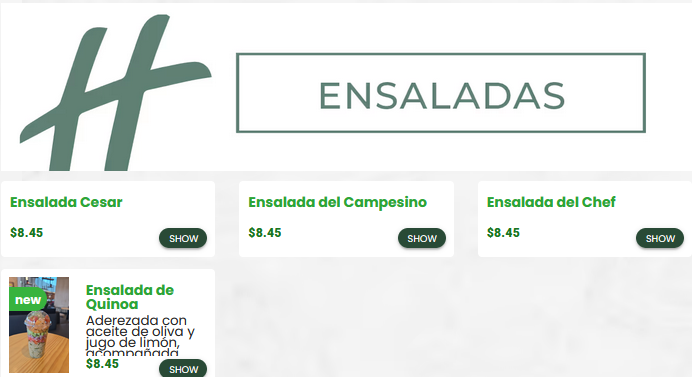 H
ENSALADAS
Ensalada Cesar
$8.45
SHOW
Ensalada del Campesino
$8.45
SHOW
Ensalada del Chef
$8.45
SHOW
new
Ensalada de
Quinoa
Aderezada con
aceite de oliva y
jugo de limón,
acompañada
$8.45
SHOW